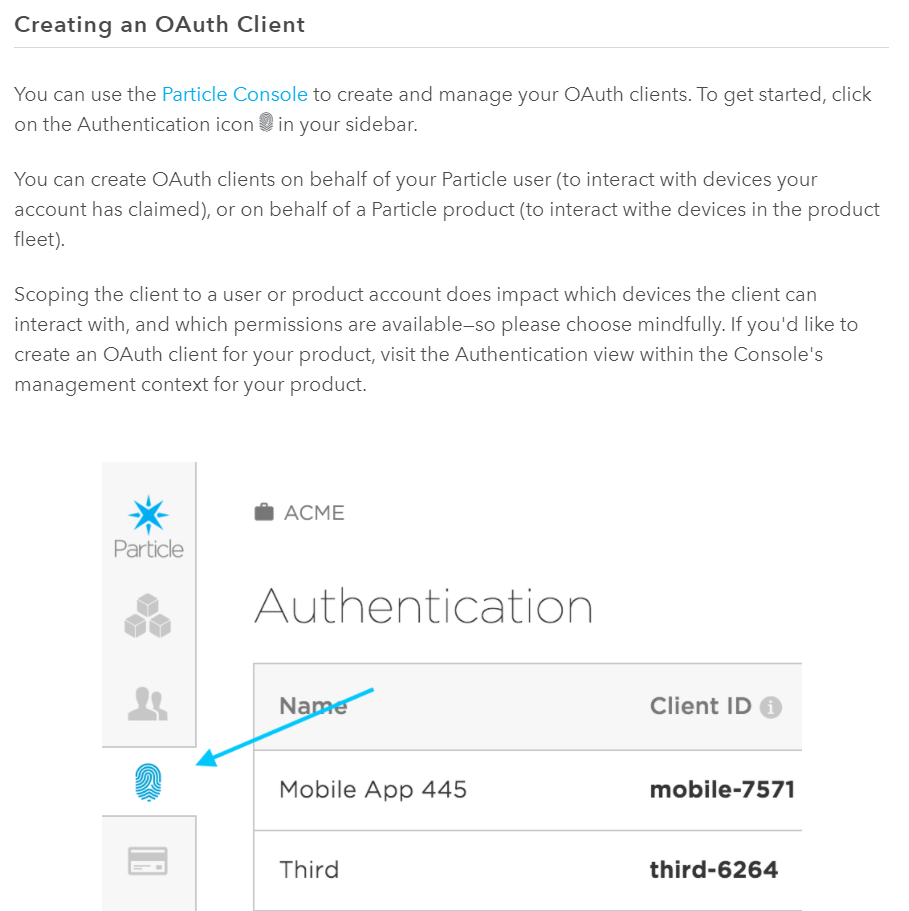 Creating an OAuth Client
You can use the Particle Console to create and manage your OAuth clients. To get started, click
on the Authentication icon in your sidebar.
You can create OAuth clients on behalf of your Particle user (to interact with devices your
account has claimed), or on behalf of a Particle product (to interact withe devices in the product
fleet).
Scoping the client to a user or product account does impact which devices the client can
interact with, and which permissions are available—so please choose mindfully. If you'd like to
create an OAuth client for your product, visit the Authentication view within the Console's
management context for your product.
Particle
ACME
Authentication
Name Client ID
Mobile App 445 mobile-7571
Third third-6264